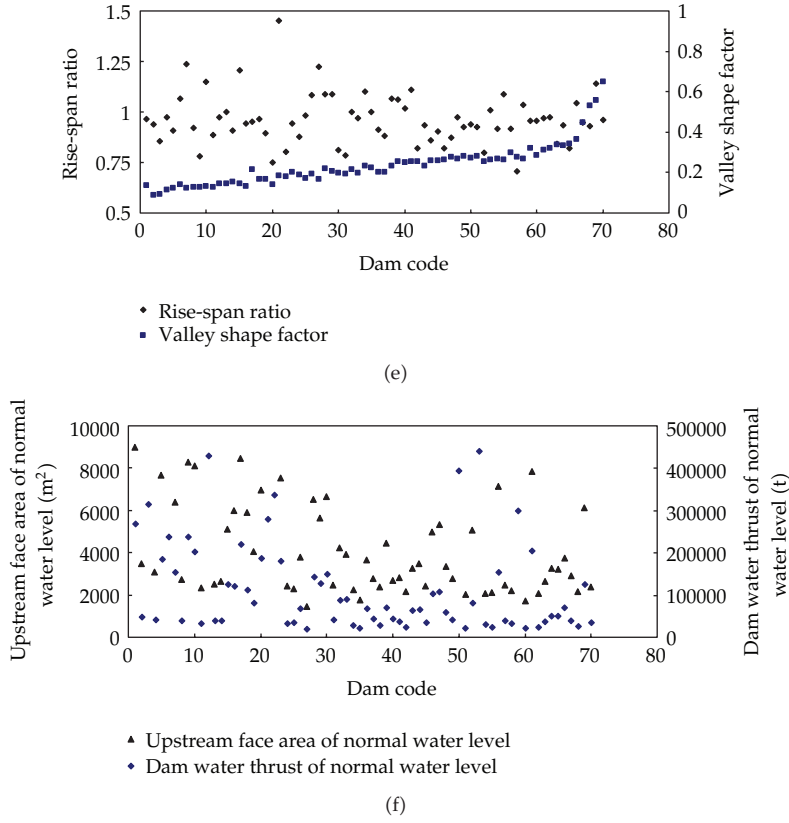 1.5
1.25
1
0.75
0.5
1
0.8
0.6
0.4
0.2
0
0 10 20 30 40 50 60 70 80
Rise-span ratio
Valley shape factor
Dam code
Rise-span ratio
Valley shape factor
(e)
Upstream face area of normal
water level (m²)
10000
8000
6000
4000
2000
0
500000
400000
300000
200000
100000
0
Dam water thrust of normal
water level (t)
0 10 20 30 40 50 60 70 80
Dam code
Upstream face area of normal water level
Dam water thrust of normal water level
(f)